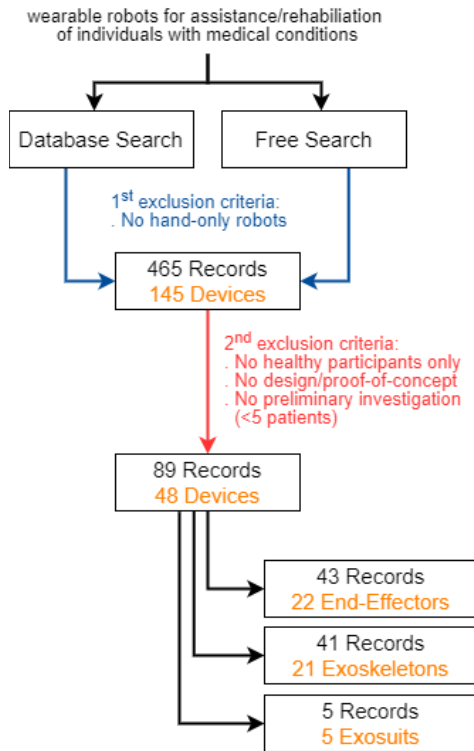 wearable robots for assistance/rehabiliation
of individuals with medical conditions
Database Search
Free Search
1st exclusion criteria:
. No hand-only robots
465 Records
145 Devices
2nd exclusion criteria:
. No healthy participants only
. No design/proof-of-concept
. No preliminary investigation
(<5 patients)
89 Records
48 Devices
43 Records
22 End-Effectors
41 Records
21 Exoskeletons
5 Records
5 Exosuits